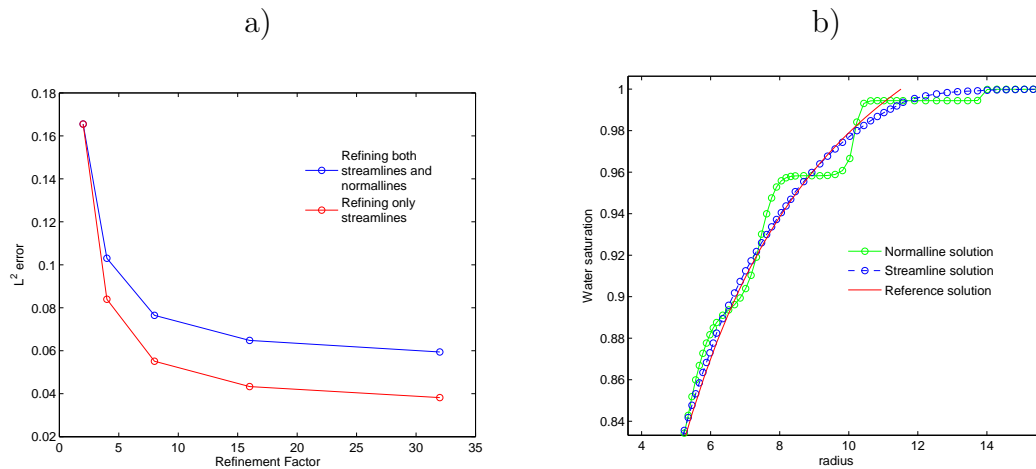 a)
b)
0.18
0.16
0.14
0.12
0.1
0.08
0.06
0.04
0.02
0 5 10 15 20 25 30 35
Refinement Factor
L² error
Refining both
streamlines and
normallines
Refining only
streamlines
1
0.98
0.96
0.94
0.92
0.9
0.88
0.86
0.84
4 6 8 10 12 14
radius
Water saturation
Normalline solution
Streamline solution
Reference solution